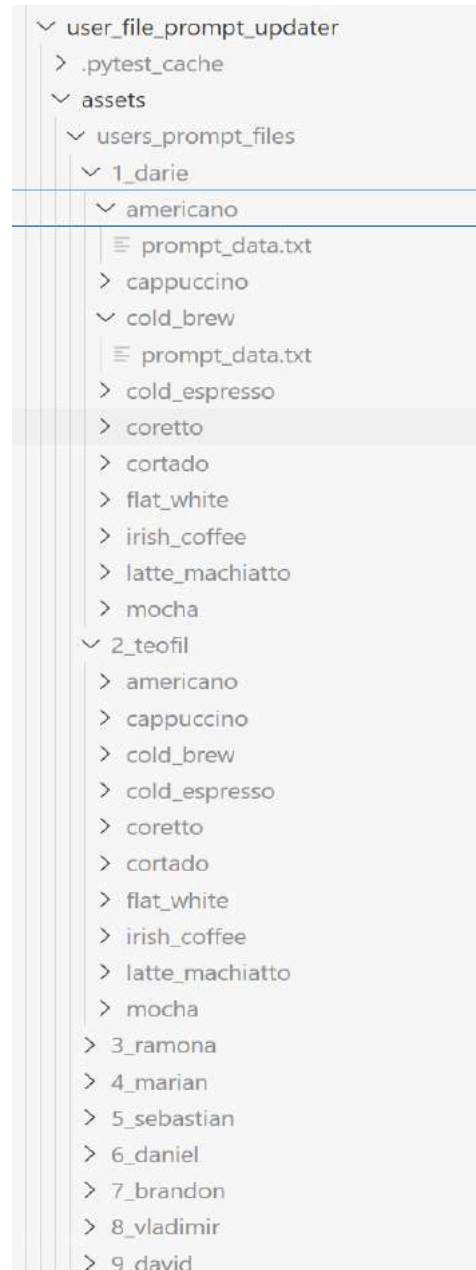 user_file_prompt_updater
.pytest_cache
assets
users_prompt_files
1_darie
americano
prompt_data.txt
cappuccino
cold_brew
prompt_data.txt
cold_espresso
coretto
cortado
flat_white
irish_coffee
latte_machiatto
mocha
2_teofil
americano
cappuccino
cold_brew
cold_espresso
coretto
cortado
flat_white
irish_coffee
latte_machiatto
mocha
3_ramona
4_marian
5_sebastian
6_daniel
7_brandon
8_vladimir
9_david